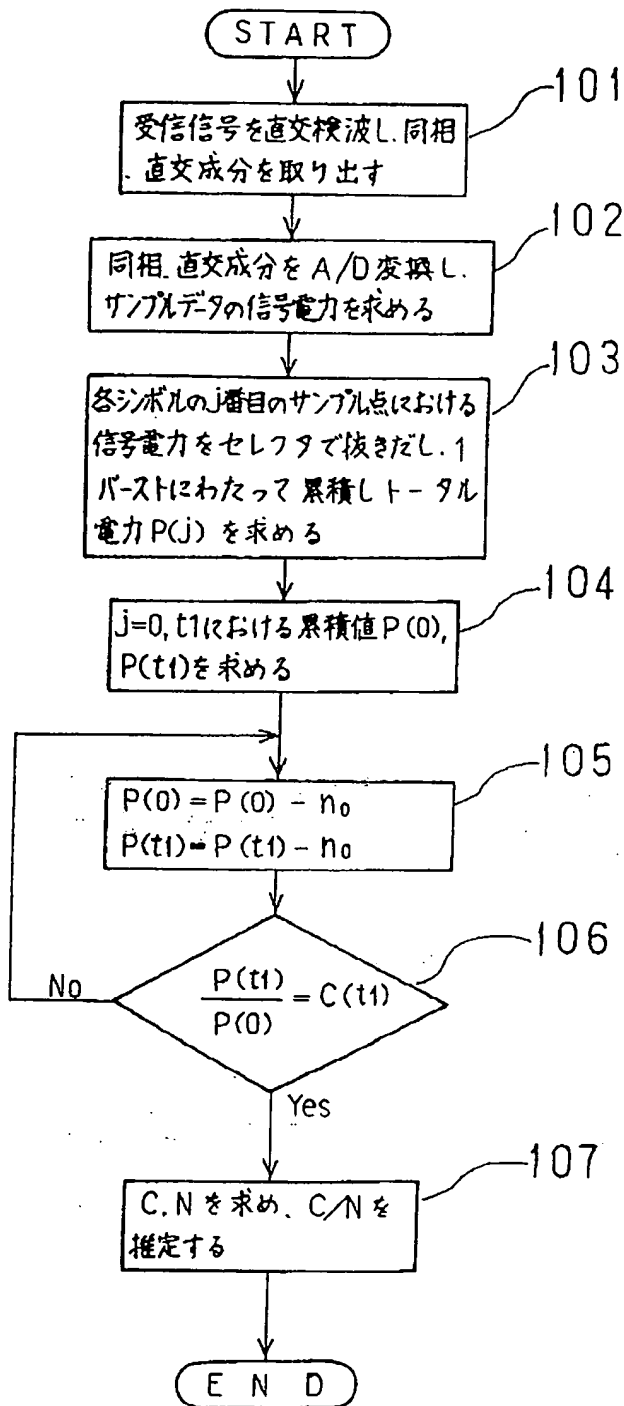 START
101
受信信号を直交検波し、同相
、直交成分を取り出す
102
同相、直交成分をA/D変換し、
サンプルデータの信号電力を求める
103
各シンボルのj番目のサンプル点における
信号電力をセレクタで抜きだし、1
バーストにわたって累積しトータル
電力P(j)を求める
104
j=0, t1における累積値P(0),
P(t1)を求める
105
P(0) = P(0) - n0
P(t1) = P(t1) - n0
106
P(t1)
P(0)
= C(t1)
No
Yes
107
C,Nを求め、C/Nを
推定する
END